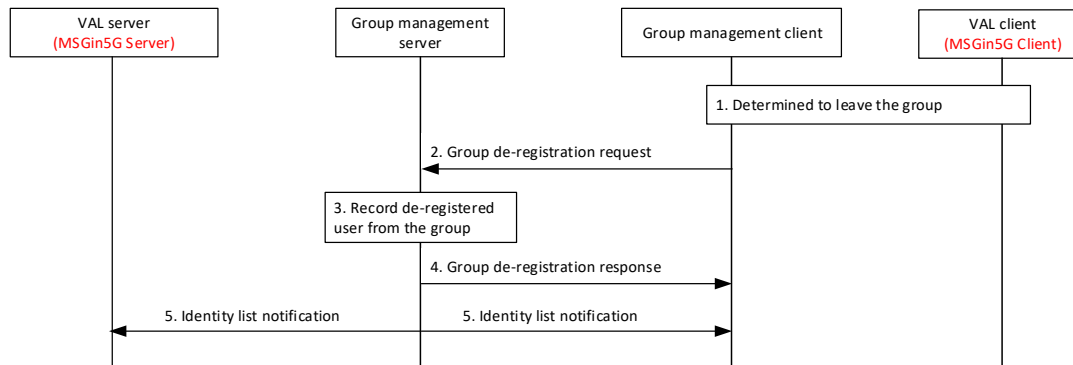 VAL server
(MSGin5G Server)
Group management
server
Group management client
VAL client
(MSGin5G Client)
1. Determined to leave the group
2. Group de-registration request
3. Record de-registered
user from the group
4. Group de-registration response
5. Identity list notification
5. Identity list notification